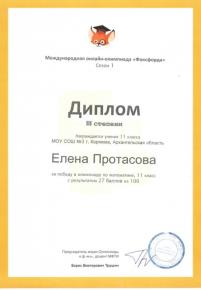 Международная онлайн-олимпиада «Фоксфорда»
Сезон 1
Диплом
III степени
Награждается ученик 11 класса
МОУ СОШ №3 г. Коряжма, Архангельская область
Елена Протасова
за победу в олимпиаде по математике, 11 класс
с результатом 27 баллов из 100
Председатель жюри Олимпиады
к.ф.-м.н., доцент МФТИ
Борис Викторович Трушин